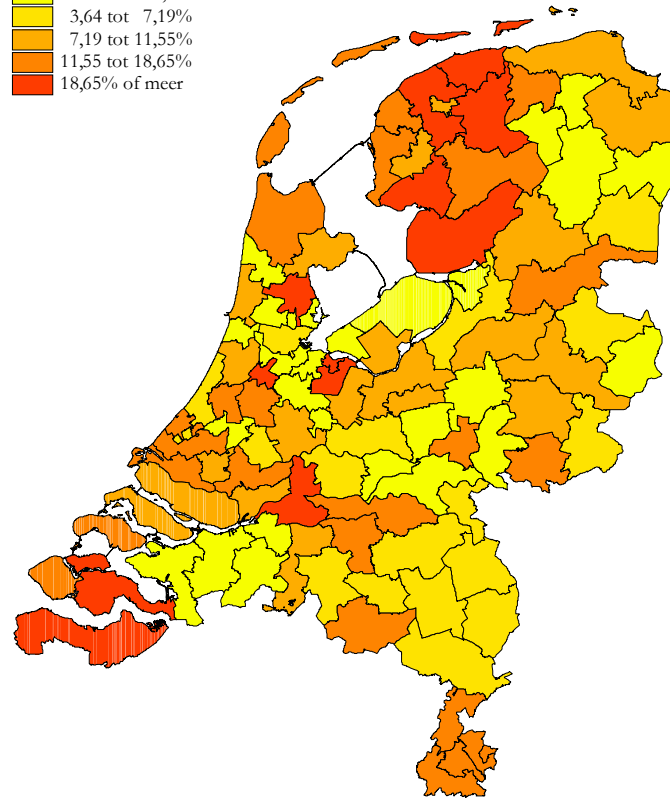 3,64 tot 7,19%
7,19 tot 11,55%
11,55 tot 18,65%
18,65% of meer